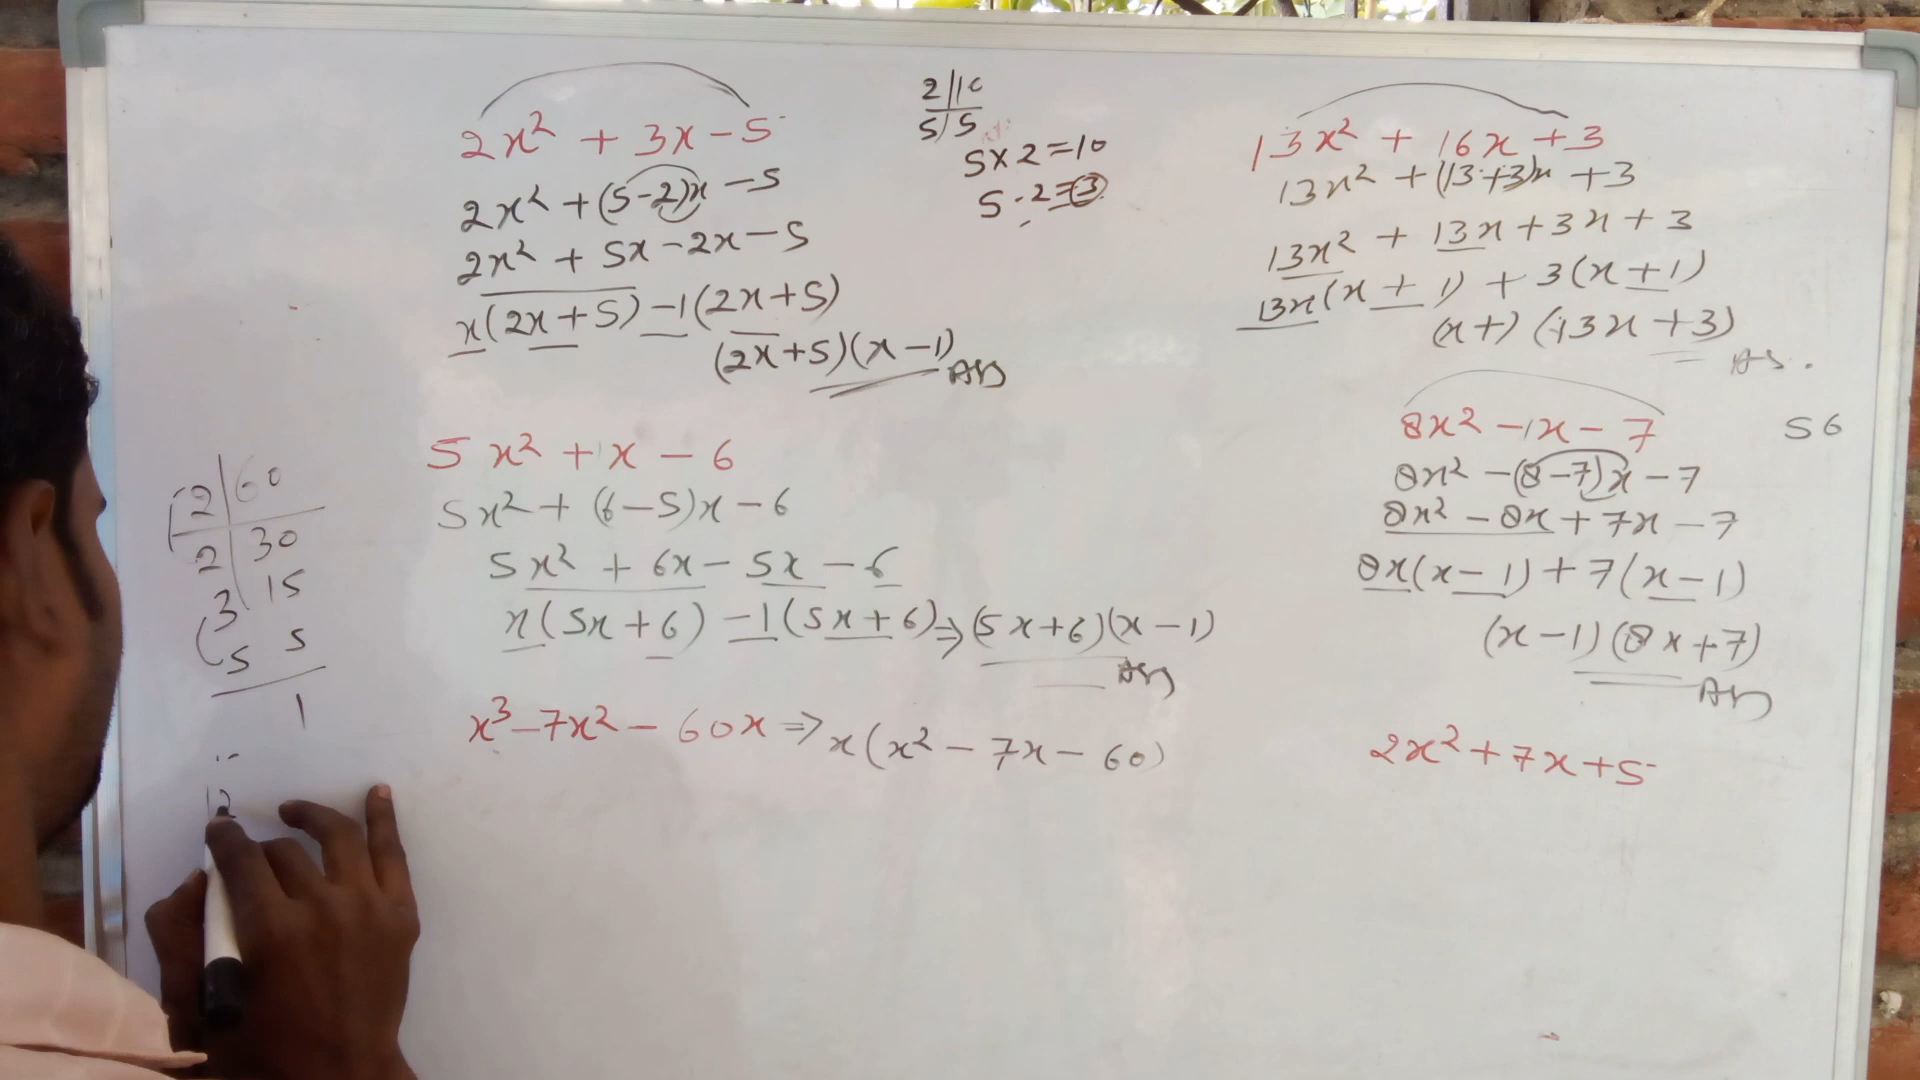 2x² + 3x - 5
2x² + (5-2)x - 5
2x² + 5x - 2x - 5
x(2x + 5) - 1(2x+5)
(2x+5)(x-1) Ans
2|10
5|5
5x2=10
5-2=3
13x² + 16x + 3
13x² + (13+3)x + 3
13x² + 13x + 3x + 3
13x(x + 1) + 3(x+1)
(x+) (13x+3)
Ans.
5x² + x - 6
5x² + (6-5)x - 6
5x² + 6x - 5x - 6
x(5x+6) - 1(5x+6) ⇒ (5x+6)(x-1)
Ans
8x² - 1x - 7
56
8x² - (8-7)x - 7
8x² - 8x + 7x - 7
8x(x-1) + 7(x-1)
(x-1)(8x+7)
Ans
2|60
2|30
3|15
5 5
1
12
x³ - 7x² - 60x ⇒ x(x² - 7x - 60)
2x² + 7x + 5